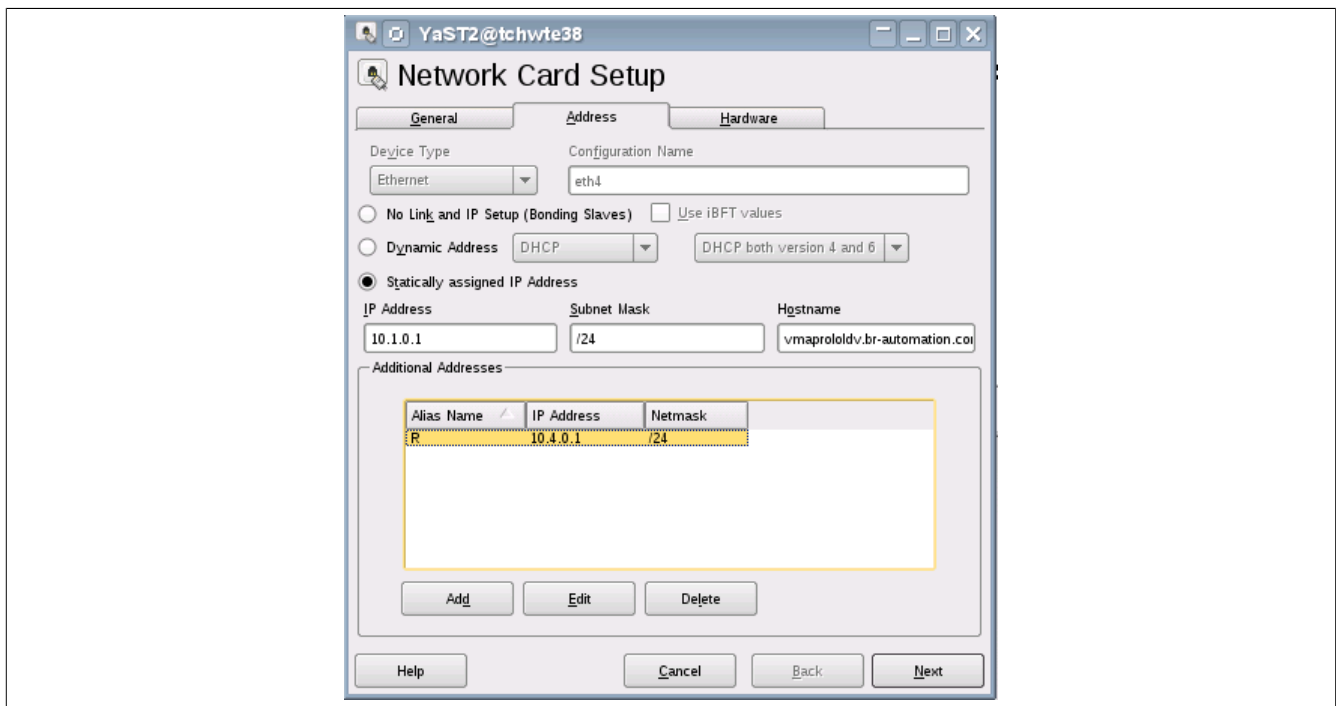 YaST2@tchwte38
Network Card Setup
General Address Hardware
Device Type Configuration Name
Ethernet eth4
No Link and IP Setup (Bonding Slaves) Use iBFT values
Dynamic Address DHCP DHCP both version 4 and 6
Statically assigned IP Address
IP Address Subnet Mask Hostname
10.1.0.1 /24 vmaprololdv.br-automation.coi
Additional Addresses
Alias Name IP Address Netmask
R 10.4.0.1 /24
Add Edit Delete
Help Cancel Back Next